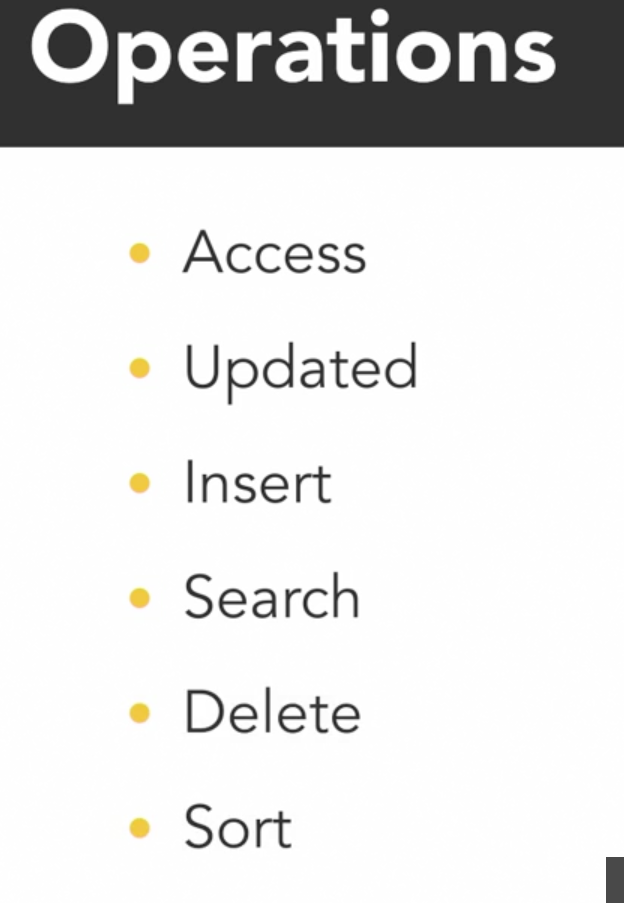 Operations
Access
Updated
Insert
Search
Delete
Sort